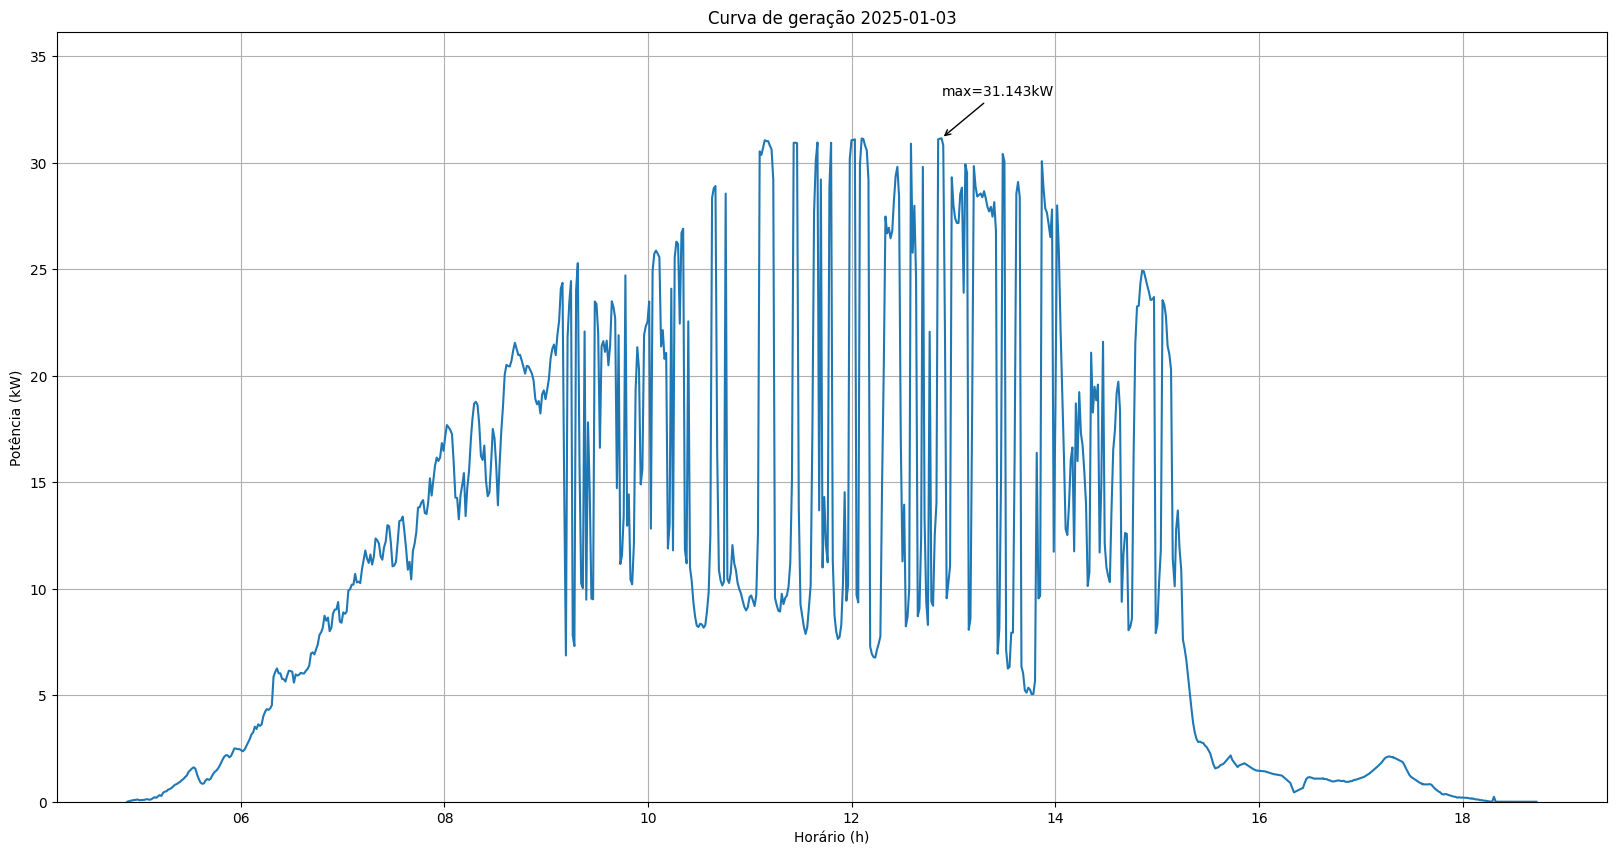 Curva de geração 2025-01-03
35
max=31.143kW
30
25
20
15
10
5
0
Potência (kW)
06 08 10 12 14 16 18
Horário (h)